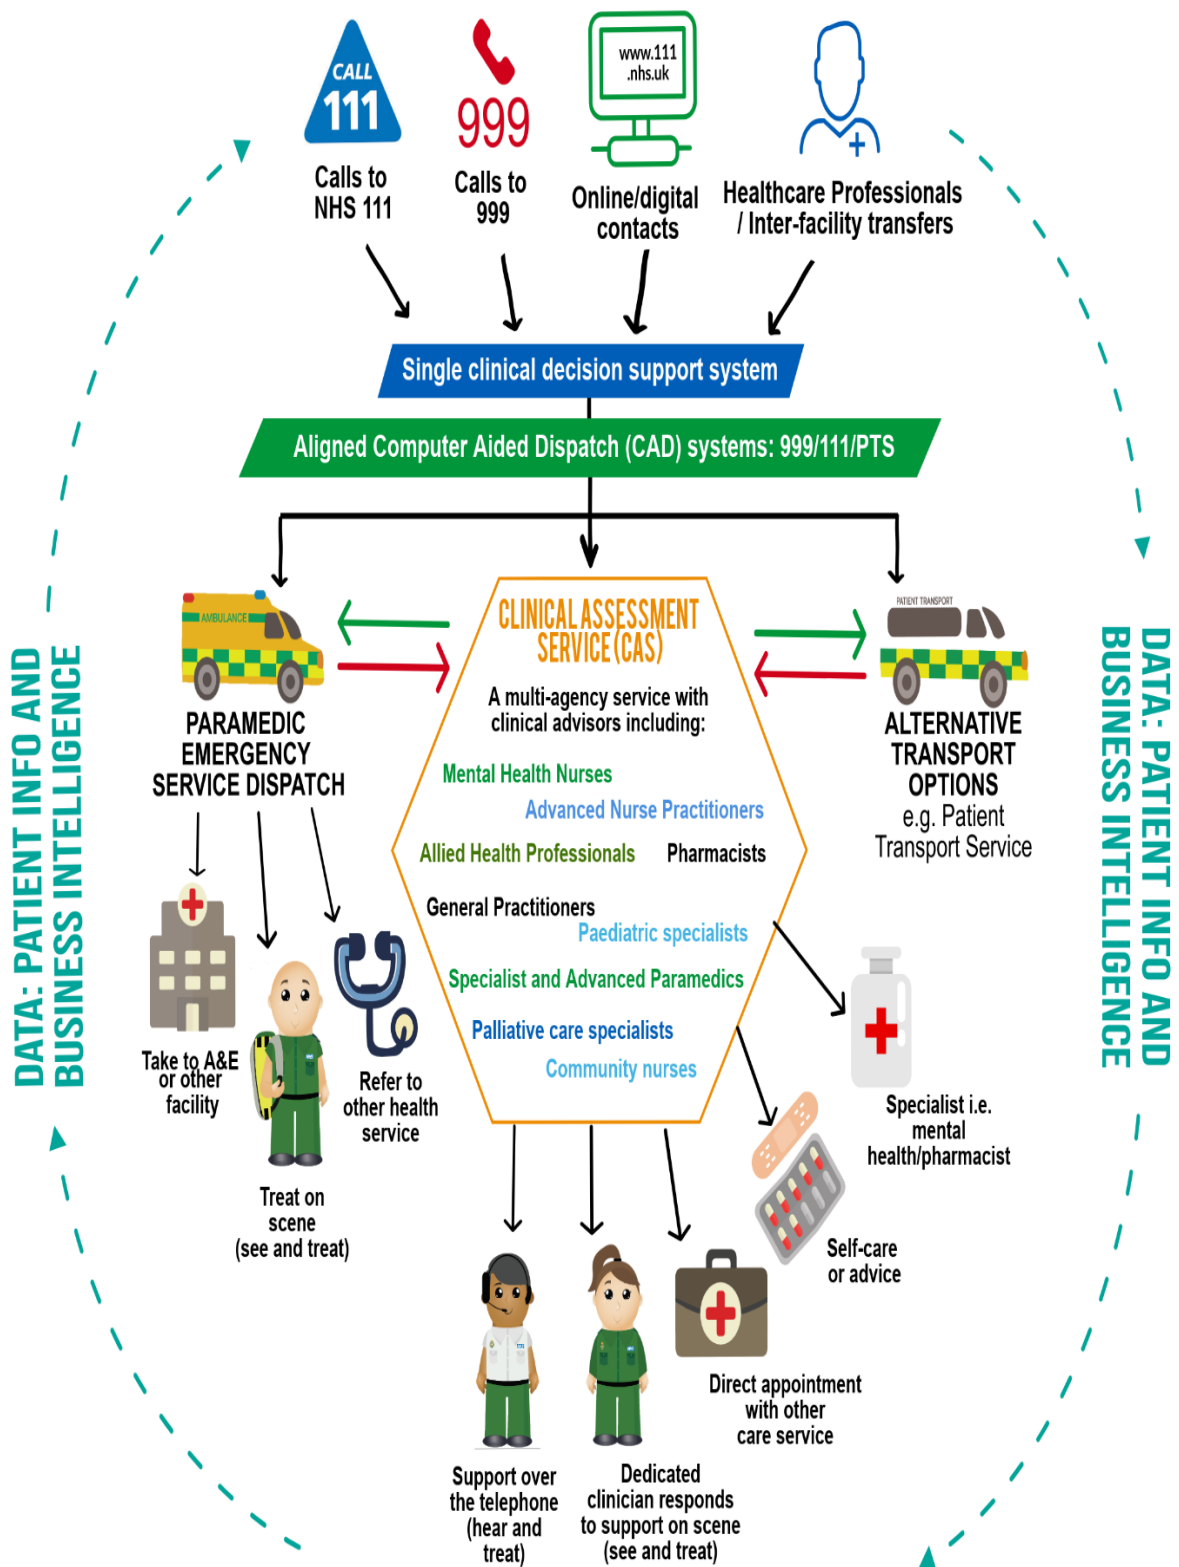 CALL
111
999
www.111
.nhs.uk
Calls to
NHS 111
Calls to
999
Online/digital
contacts
Healthcare Professionals
/ Inter-facility transfers
Single clinical decision support system
Aligned Computer Aided Dispatch (CAD) systems: 999/111/PTS
AMBULANCE
PARAMEDIC
EMERGENCY
SERVICE DISPATCH
CLINICAL ASSESSMENT
SERVICE (CAS)
A multi-agency service with
clinical advisors including:
Mental Health Nurses
Advanced Nurse Practitioners
Allied Health Professionals
Pharmacists
General Practitioners
Paediatric specialists
Specialist and Advanced Paramedics
Palliative care specialists
Community nurses
PATIENT TRANSPORT
ALTERNATIVE
TRANSPORT
OPTIONS
e.g. Patient
Transport Service
Take to A&E
or other
facility
Treat on
scene
(see and treat)
Refer to
other health
service
Support over
the telephone
(hear and
treat)
Dedicated
clinician responds
to support on scene
(see and treat)
Direct appointment
with other
care service
Self-care
or advice
Specialist i.e.
mental
health/pharmacist
DATA: PATIENT INFO AND
BUSINESS INTELLIGENCE
DATA: PATIENT INFO AND
BUSINESS INTELLIGENCE